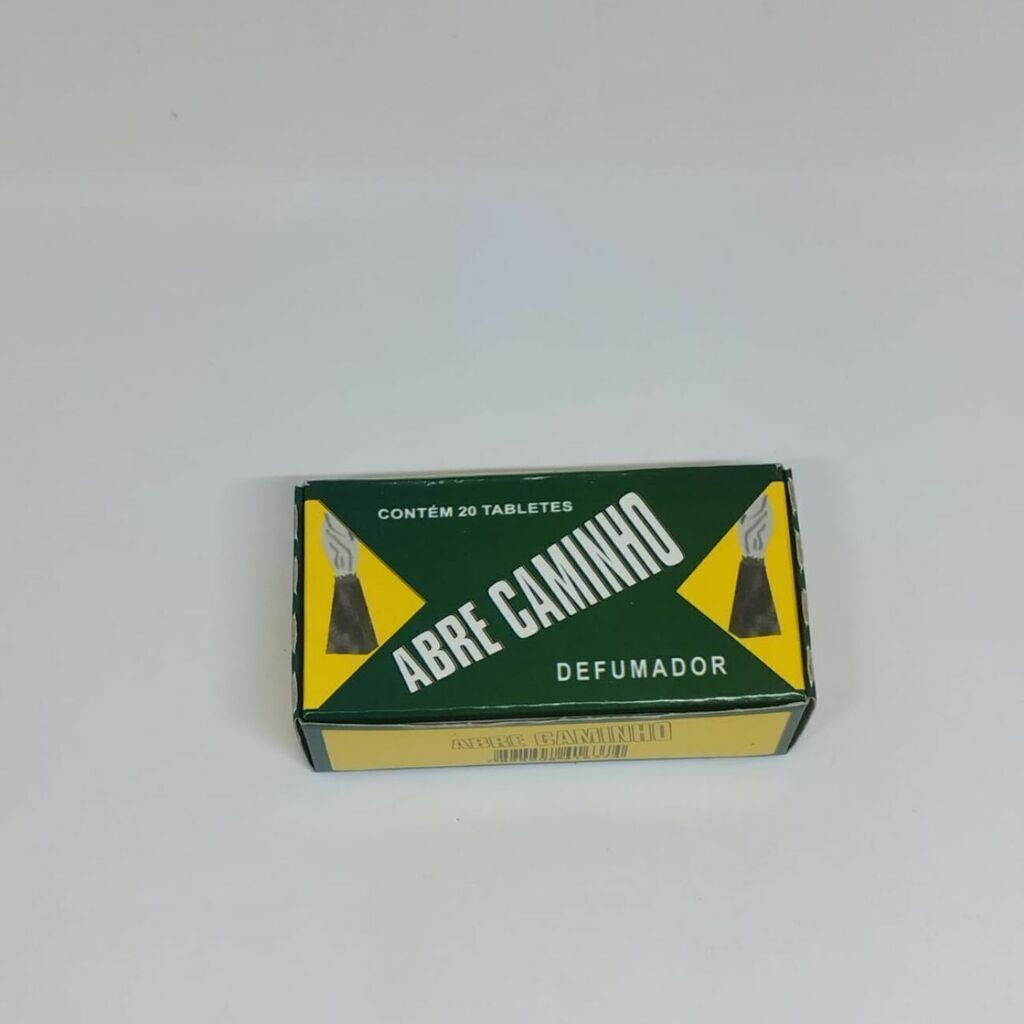 CONTÉM 20 TABLETES
ABRE CAMINHO
DEFUMADOR
ABRE CAMINHO